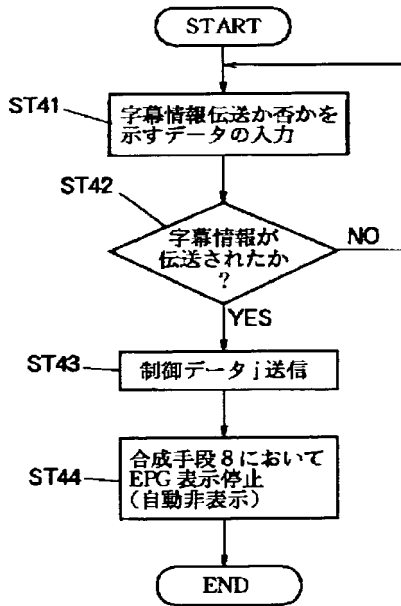 START
ST41
字幕情報伝送か否かを
示すデータの入力
ST42
字幕情報が
伝送されたか
?
NO
YES
ST43
制御データj送信
ST44
合成手段8において
EPG表示停止
(自動非表示)
END